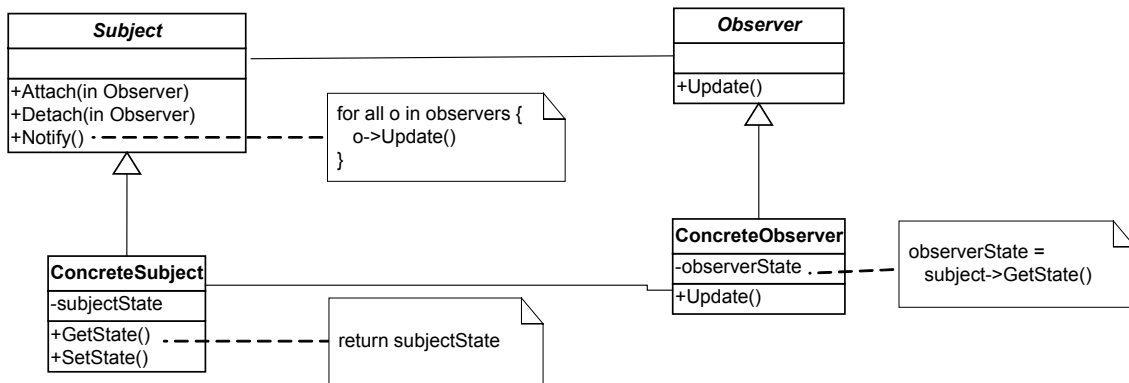 Subject
+Attach(in Observer)
+Detach(in Observer)
+Notify()
for all o in observers {
o->Update()
}
Observer
+Update()
ConcreteSubject
-subjectState
+GetState()
+SetState()
return subjectState
ConcreteObserver
-observerState
+Update()
observerState =
subject->GetState()